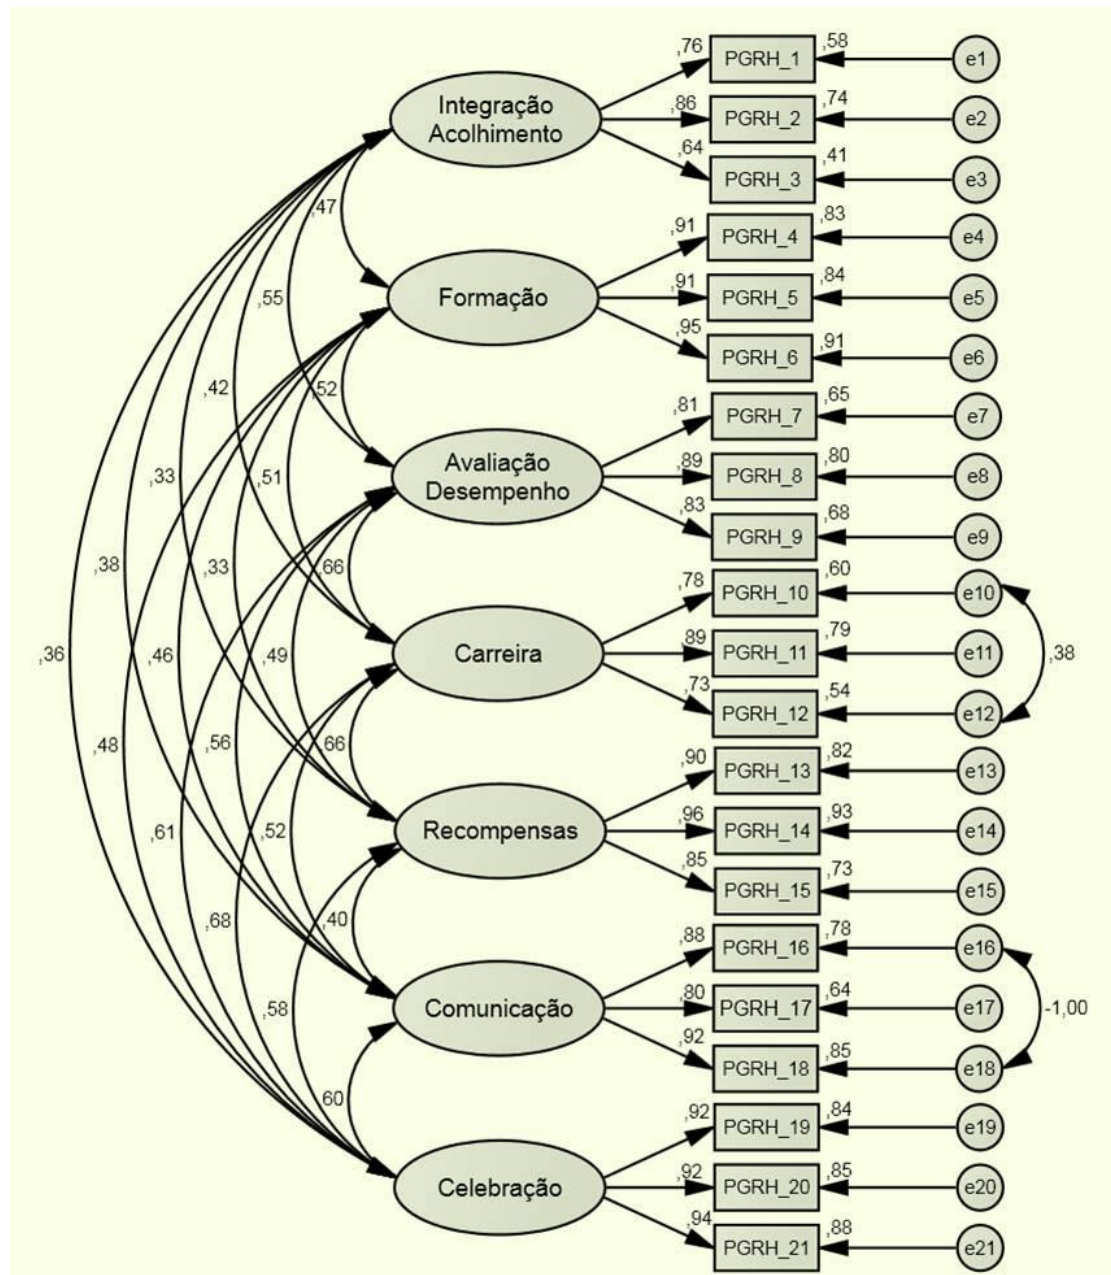 ,76
PGRH_1
,58
e1
Integração
Acolhimento
,86
PGRH_2
,74
e2
,64
PGRH_3
,41
e3
,47
,91
PGRH_4
,83
e4
Formação
,91
PGRH_5
,84
e5
,55
,95
PGRH_6
,91
e6
,42
,52
,81
PGRH_7
,65
e7
Avaliação
Desempenho
,89
PGRH_8
,80
e8
,33
,51
,83
PGRH_9
,68
e9
,38
,33
,66
,78
PGRH_10
,60
e10
,36
,46
,49
Carreira
,89
PGRH_11
,79
e11
,38
,73
PGRH_12
,54
e12
,48
,56
,66
,90
PGRH_13
,82
e13
,61
,52
Recompensas
,96
PGRH_14
,93
e14
,85
PGRH_15
,73
e15
,68
,40
,88
PGRH_16
,78
e16
,58
Comunicação
,80
PGRH_17
,64
e17
-1,00
,92
PGRH_18
,85
e18
,60
,92
PGRH_19
,84
e19
Celebração
,92
PGRH_20
,85
e20
,94
PGRH_21
,88
e21